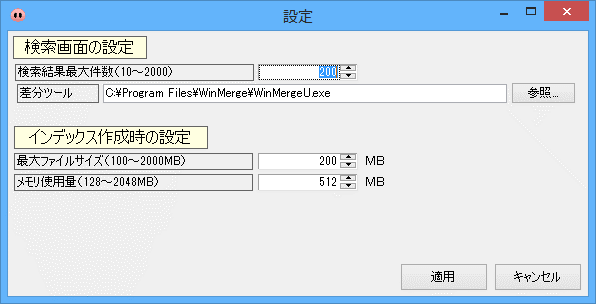 設定
検索画面の設定
検索結果最大件数(10~2000) 200
差分ツール C:¥Program Files¥WinMerge¥WinMergeU.exe 参照...
インデックス作成時の設定
最大ファイルサイズ(100~2000MB) 200 MB
メモリ使用量(128~2048MB) 512 MB
適用 キャンセル